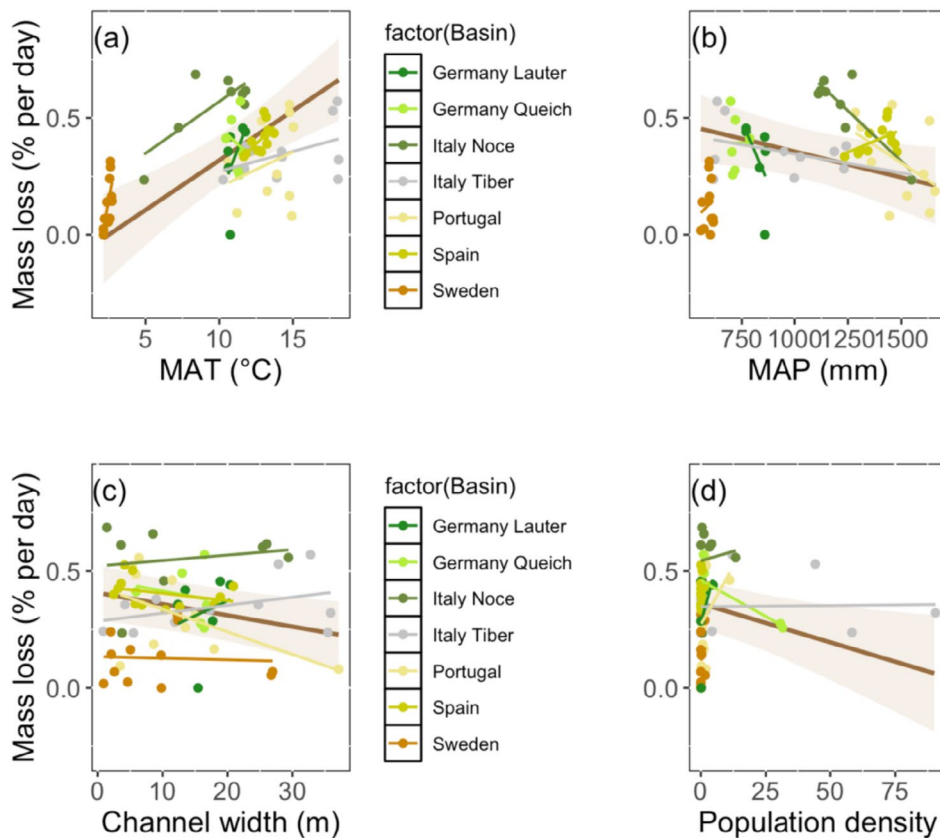 (a)
Mass loss (% per day)
0.5
0.0
5
10
15
MAT (°C)
factor(Basin)
Germany Lauter
Germany Queich
Italy Noce
Italy Tiber
Portugal
Spain
Sweden
(b)
0.5
0.0
750
1000
1250
1500
MAP (mm)
(c)
Mass loss (% per day)
0.5
0.0
0
10
20
30
Channel width (m)
factor(Basin)
Germany Lauter
Germany Queich
Italy Noce
Italy Tiber
Portugal
Spain
Sweden
(d)
0.5
0.0
0
25
50
75
Population density